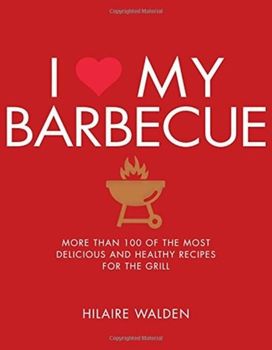 I ♥ MY
BARBECUE
MORE THAN 100 OF THE MOST
DELICIOUS AND HEALTHY RECIPES
FOR THE GRILL
HILAIRE WALDEN